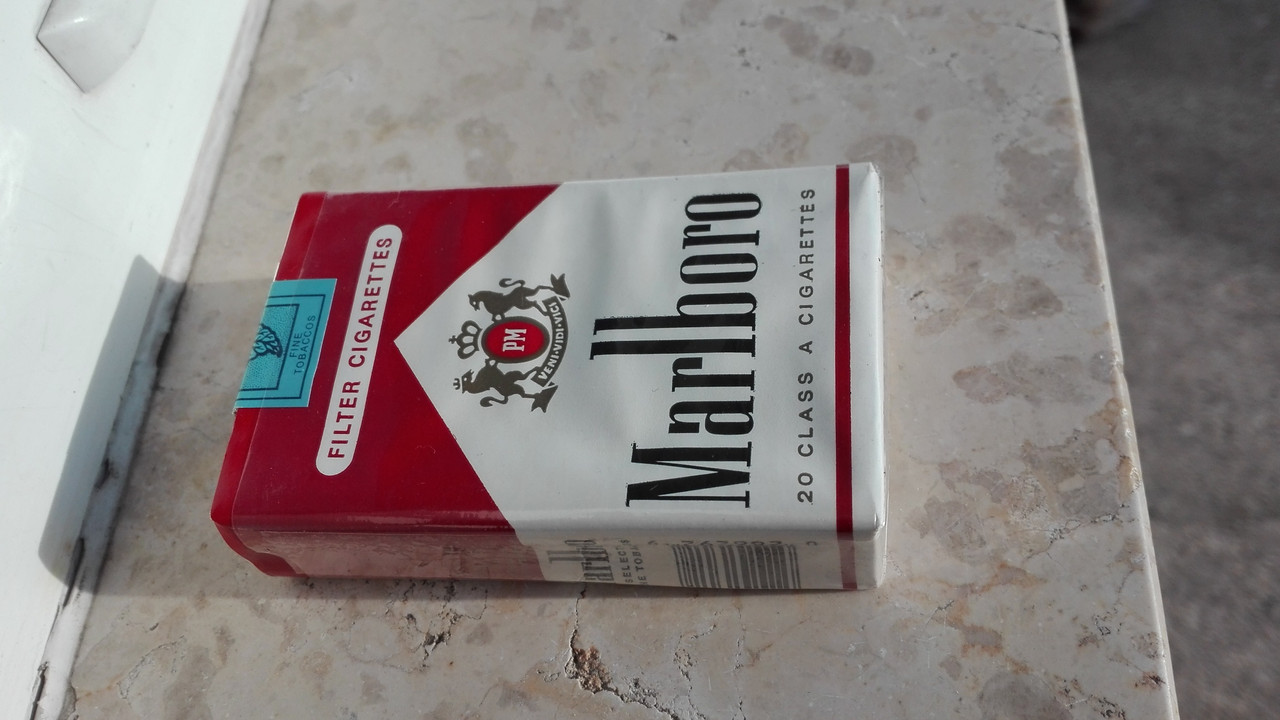 FINE
TOBACCOS
FILTER CIGARETTES
PM
VENI·VIDI·VICI
Marlboro
20 CLASS A CIGARETTES